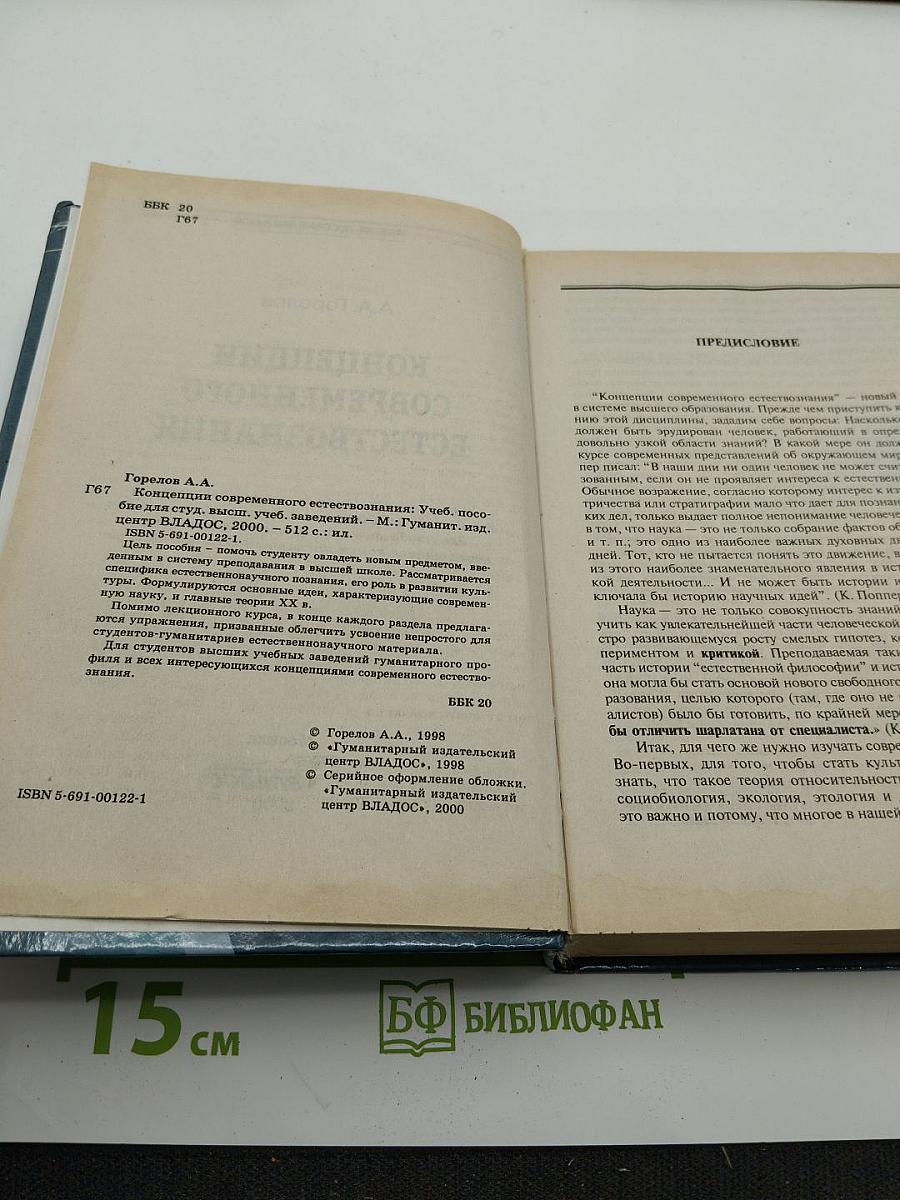 ББК 20
Г67
Горелов А.А.
Г67 Концепции современного естествознания: Учеб. посо-
бие для студ. высш. учеб. заведений. – М.: Гуманит. изд.
центр ВЛАДОС, 2000. – 512 с.: ил.
ISBN 5-691-00122-1.
Цель пособия – помочь студенту овладеть новым предметом, вве-
денным в систему преподавания в высшей школе. Рассматривается
специфика естественнонаучного познания, его роль в развитии куль-
туры. Формулируются основные идеи, характеризующие современ-
ную науку, и главные теории XX в.
Помимо лекционного курса, в конце каждого раздела предлага-
ются упражнения, призванные облегчить усвоение непростого для
студентов-гуманитариев естественнонаучного материала.
Для студентов высших учебных заведений гуманитарного про-
филя и всех интересующихся концепциями современного естество-
знания.
ББК 20
© Горелов А.А., 1998
© «Гуманитарный издательский
центр ВЛАДОС», 1998
© Серийное оформление обложки.
«Гуманитарный издательский
центр ВЛАДОС», 2000
ISBN 5-691-00122-1
ПРЕДИСЛОВИЕ
“Концепции современного естествознания” — новый
в системе высшего образования. Прежде чем приступить к
нию этой дисциплины, зададим себе вопросы: Насколько
должен быть эрудирован человек, работающий в опре
довольно узкой области знаний? В какой мере он долж
курсе современных представлений об окружающем мир
пер писал: “В наши дни ни один человек не может счи
зованным, если он не проявляет интереса к естествен
Обычное возражение, согласно которому интерес к из
тричества или стратиграфии мало что дает для познан
ких дел, только выдает полное непонимание человече
в том, что наука — это не только собрание фактов об
и т. п.; это одно из наиболее важных духовных дв
дней. Тот, кто не пытается понять это движение, в
из этого наиболее знаменательного явления в ист
кой деятельности... И не может быть истории и
ключала бы историю научных идей”. (К. Поппер
Наука — это не только совокупность знаний
учить как увлекательнейшей части человеческой
стро развивающемуся росту смелых гипотез, ко
периментом и критикой. Преподаваемая так
часть истории “естественной философии” и ист
она могла бы стать основой нового свободного
разования, целью которого (там, где оно не
алистов) было бы готовить, по крайней мер
бы отличить шарлатана от специалиста.» (К
Итак, для чего же нужно изучать совре
Во-первых, для того, чтобы стать культ
знать, что такое теория относительност
социобиология, экология, этология и
это важно и потому, что многое в нашей
15 см
БФ БИБЛИОФАН